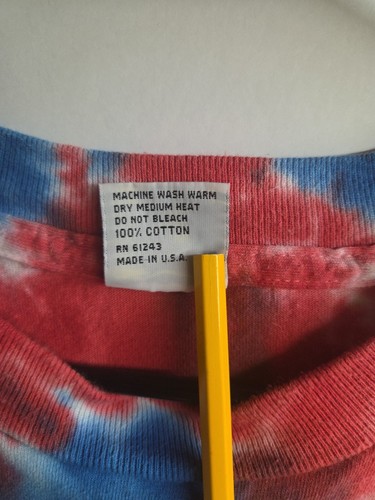 MACHINE WASH WARM
DRY MEDIUM HEAT
DO NOT BLEACH
100% COTTON
RN 61243
MADE IN U.S.A.